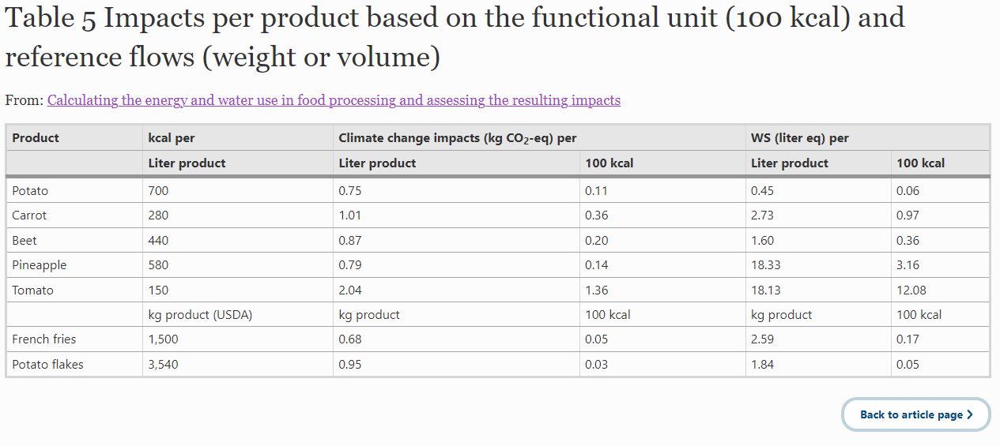 Table 5 Impacts per product based on the functional unit (100 kcal) and
reference flows (weight or volume)
From: Calculating the energy and water use in food processing and assessing the resulting impacts
Product kcal per Climate change impacts (kg CO2-eq) per WS (liter eq) per
Liter product Liter product 100 kcal Liter product 100 kcal
Potato 700 0.75 0.11 0.45 0.06
Carrot 280 1.01 0.36 2.73 0.97
Beet 440 0.87 0.20 1.60 0.36
Pineapple 580 0.79 0.14 18.33 3.16
Tomato 150 2.04 1.36 18.13 12.08
kg product (USDA) kg product 100 kcal kg product 100 kcal
French fries 1,500 0.68 0.05 2.59 0.17
Potato flakes 3,540 0.95 0.03 1.84 0.05
Back to article page